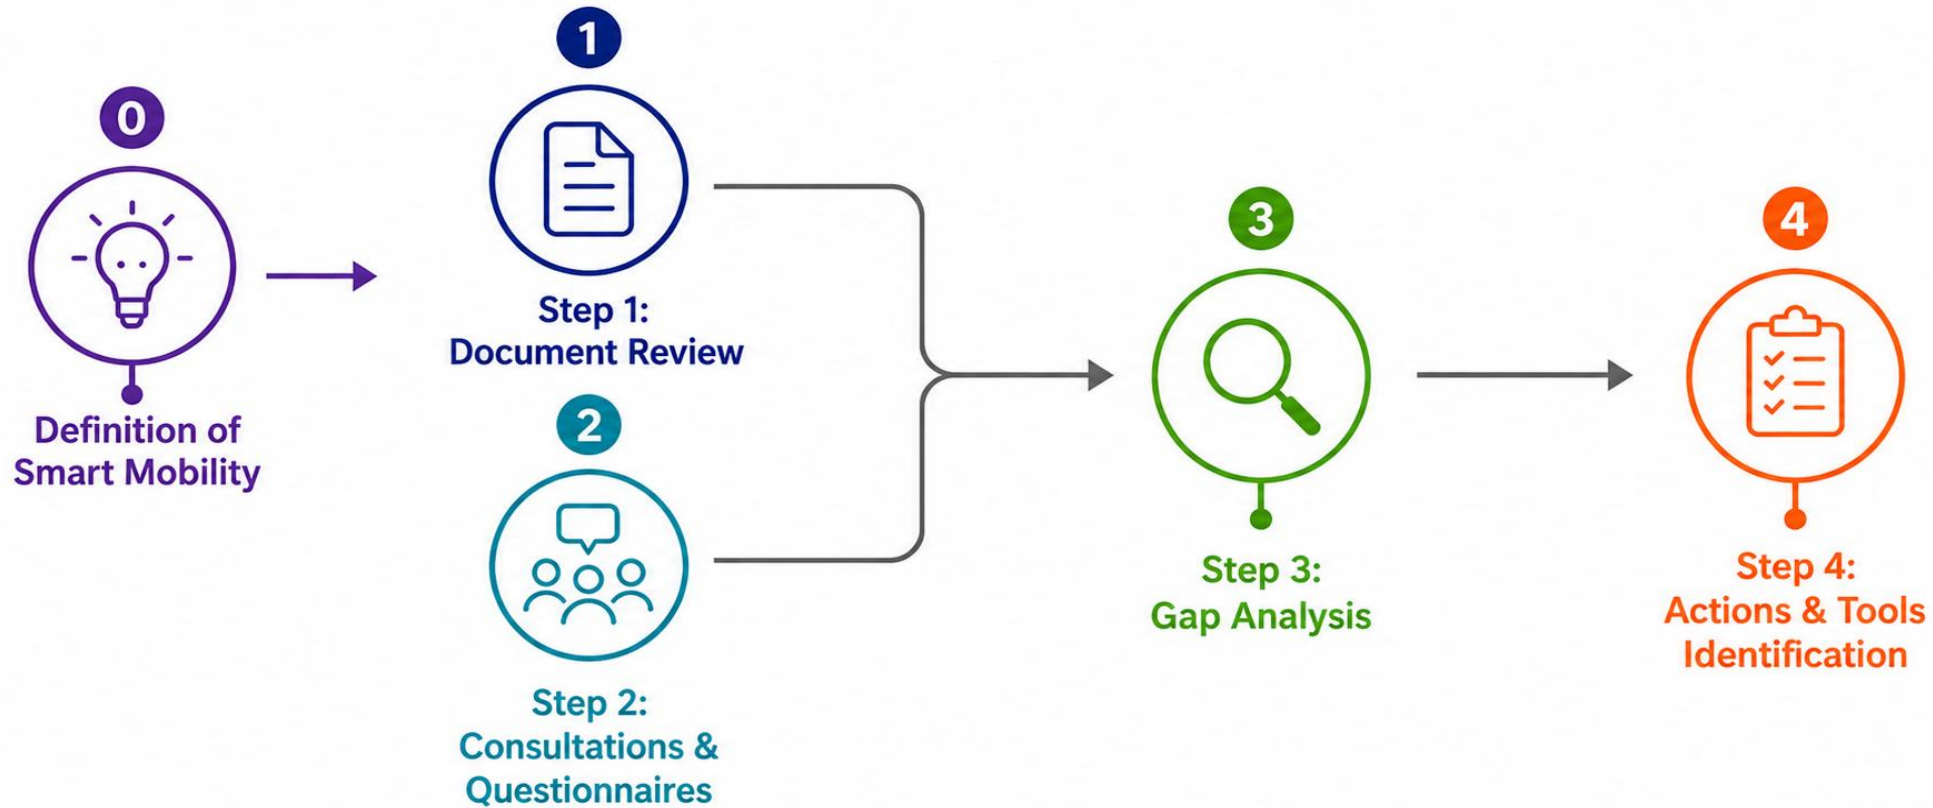 0
Definition of
Smart Mobility
1
Step 1:
Document Review
2
Step 2:
Consultations &
Questionnaires
3
Step 3:
Gap Analysis
4
Step 4:
Actions & Tools
Identification